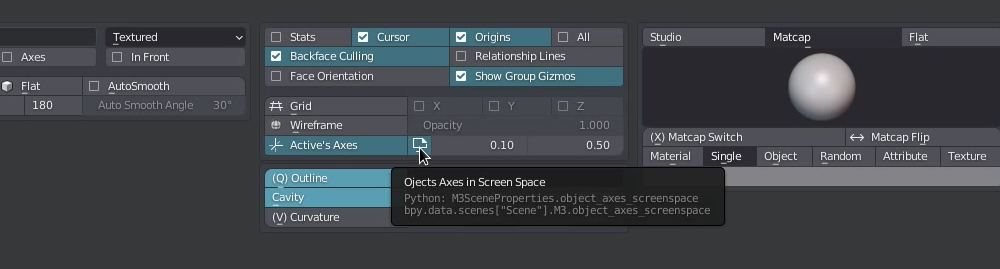 Textured
Axes
In Front
Flat
AutoSmooth
180
Auto Smooth Angle 30°
Stats
Cursor
Origins
All
Backface Culling
Relationship Lines
Face Orientation
Show Group Gizmos
Grid
X
Y
Z
Wireframe
Opacity 1.000
Active's Axes
0.10
0.50
(Q) Outline
Cavity
(V) Curvature
Ojects Axes in Screen Space
Python: M3SceneProperties.object_axes_screenspace
bpy.data.scenes["Scene"].M3.object_axes_screenspace
Studio
Matcap
Flat
(X) Matcap Switch
Matcap Flip
Material
Single
Object
Random
Attribute
Texture